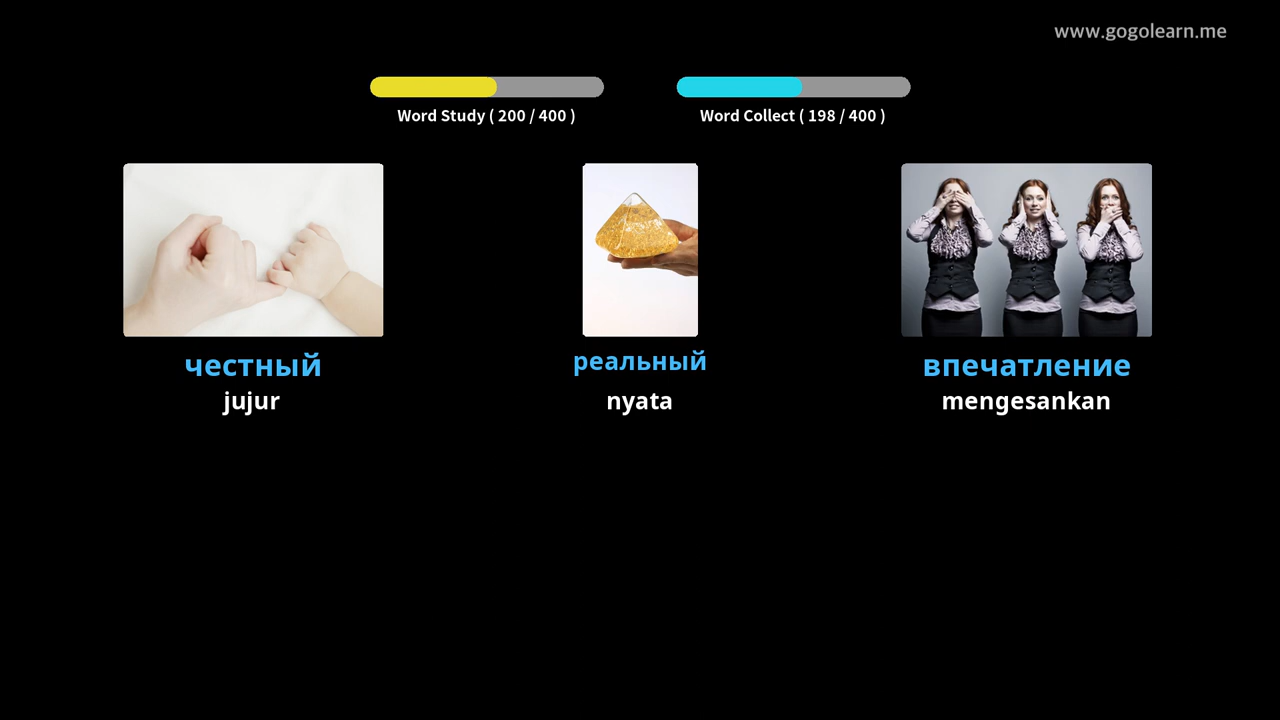 www.gogolearn.me
Word Study ( 200 / 400 )
Word Collect ( 198 / 400 )
честный
jujur
реальный
nyata
впечатление
mengesankan